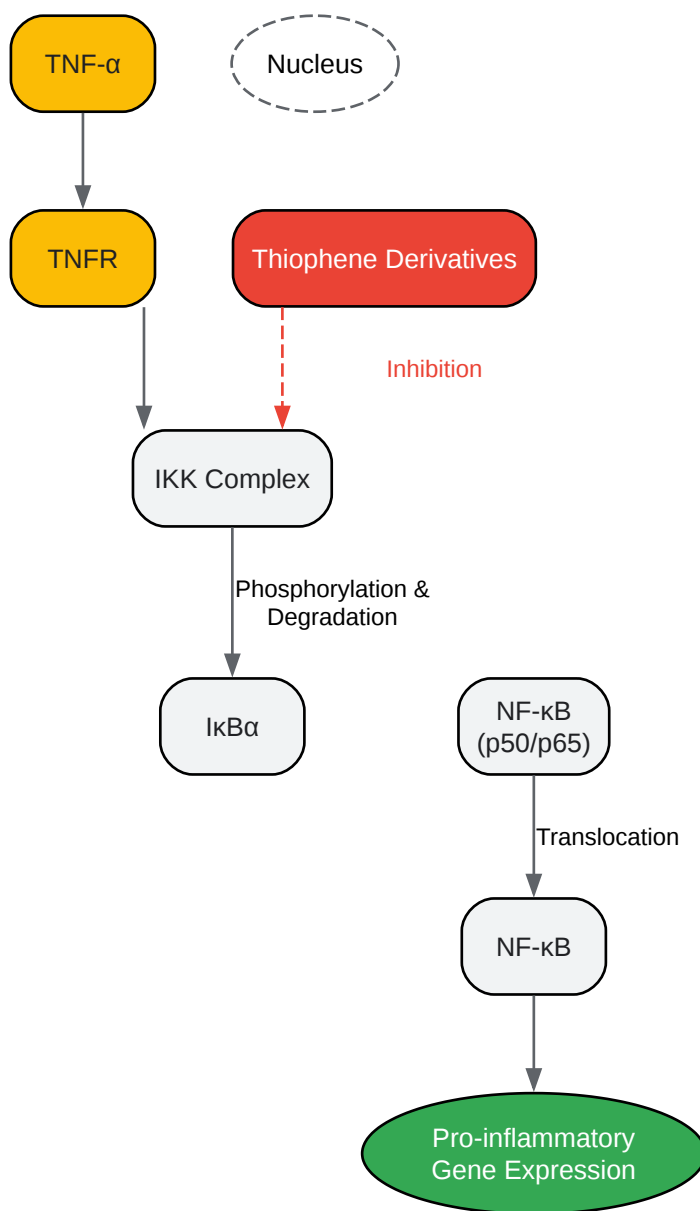 TNF-α
Nucleus
TNFR
Thiophene Derivatives
Inhibition
IKK Complex
Phosphorylation &
Degradation
IκBα
NF-κB
(p50/p65)
Translocation
NF-κB
Pro-inflammatory
Gene Expression